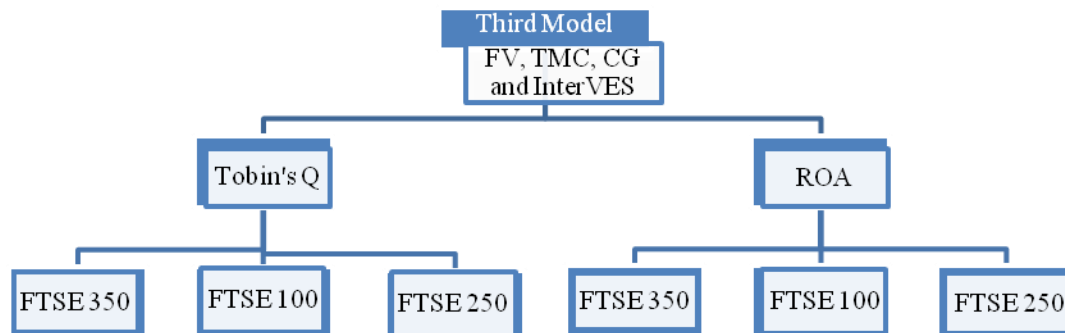 Third Model
FV, TMC, CG
and InterVES
Tobin's Q
ROA
FTSE 350
FTSE 100
FTSE 250
FTSE 350
FTSE 100
FTSE 250